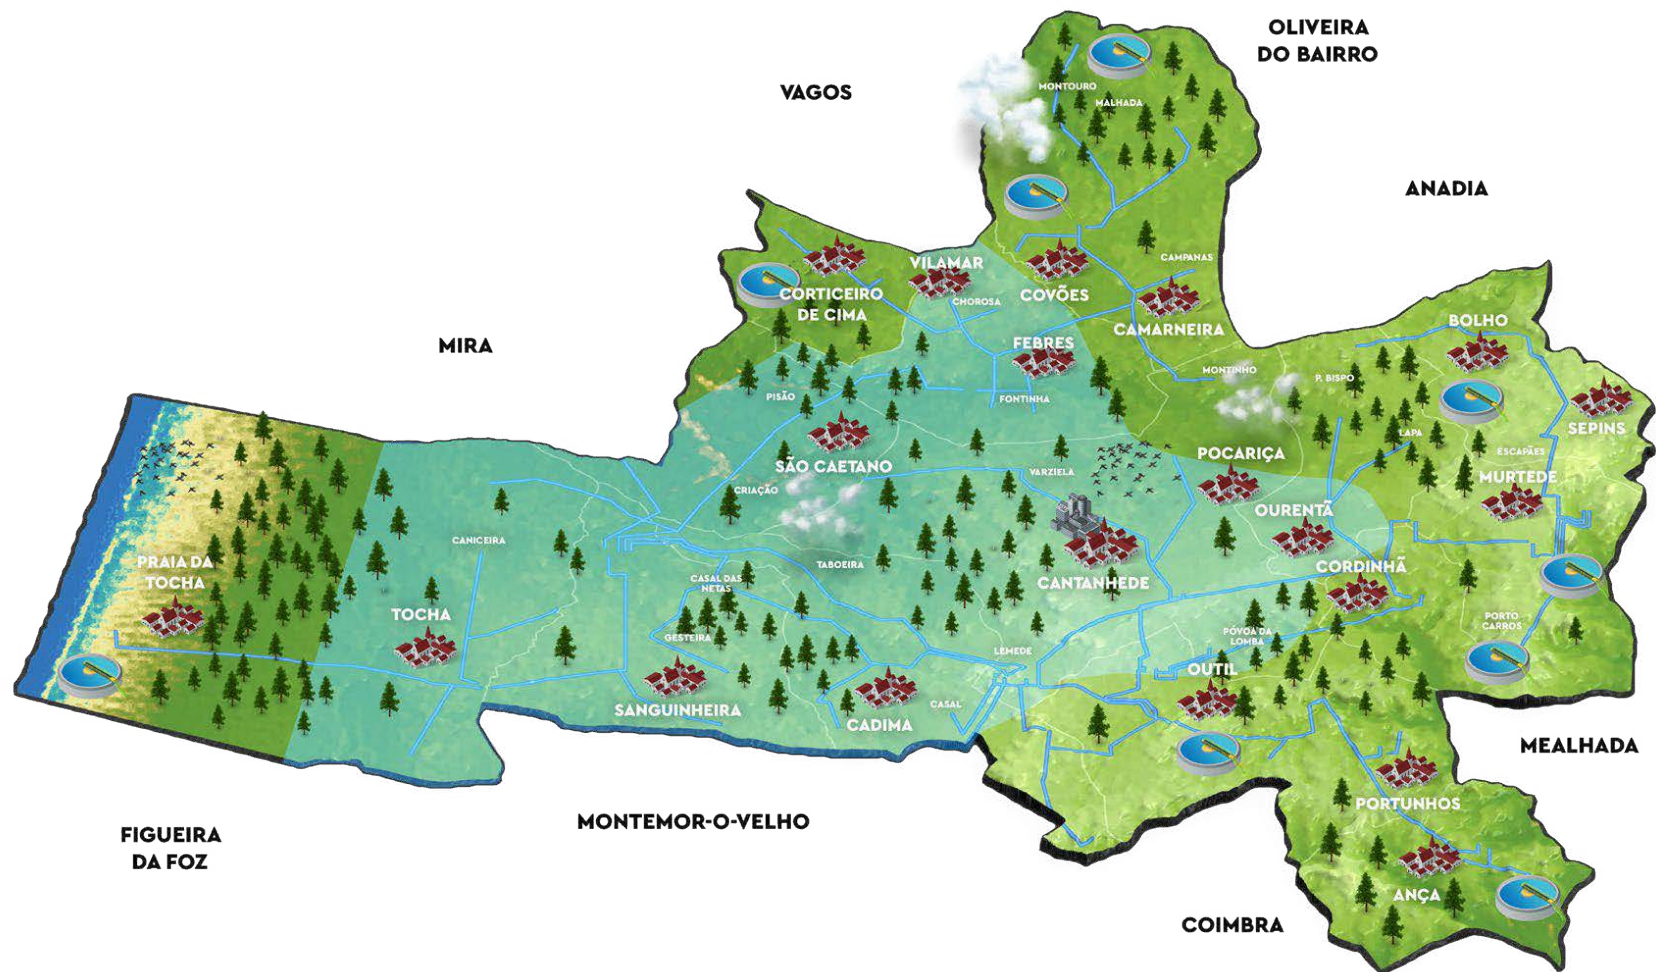 OLIVEIRA
DO BAIRRO
VAGOS
MONTOURO
MALHADA
ANADIA
CAMPANAS
VILAMAR
CORTICEIRO
DE CIMA
CHOROSA
COVÕES
CAMARNEIRA
BOLHO
MIRA
FEBRES
MONTINHO
P. BISPO
PISÃO
FONTINHA
SEPINS
LAPA
ESCAPÃES
POCARIÇA
SÃO CAETANO
VARZIELA
MURTEDE
CRIAÇÃO
OURENTÃ
CANICEIRA
PRAIA DA
TOCHA
TABOEIRA
CORDINHÃ
CASAL DAS
NETAS
CANTANHEDE
TOCHA
PORTO
CARROS
GESTEIRA
PÓVOA DA
LOMBA
LEMEDE
OUTIL
SANGUINHEIRA
CASAL
CADIMA
MEALHADA
PORTUNHOS
MONTEMOR-O-VELHO
FIGUEIRA
DA FOZ
ANÇA
COIMBRA